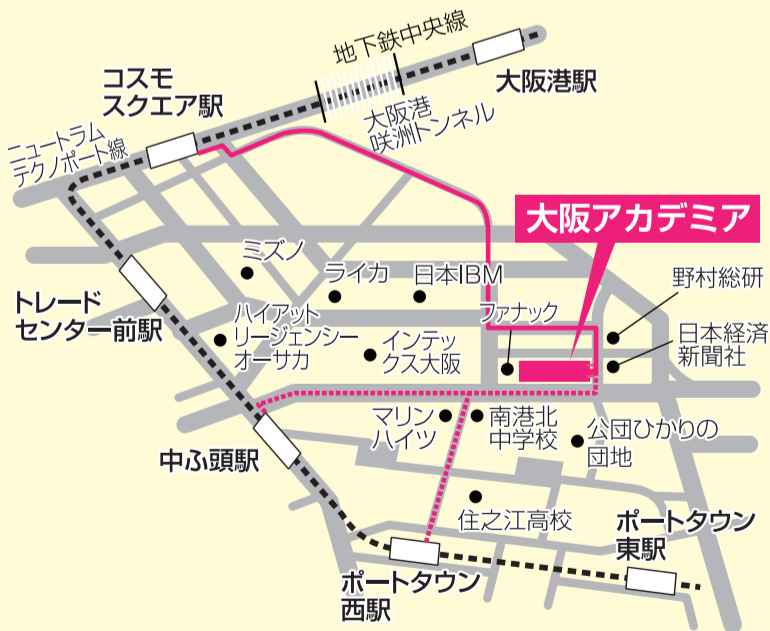 地下鉄中央線
大阪港駅
コスモ
スクエア駅
大阪港
咲洲トンネル
ニュートラム
テクノポート線
大阪アカデミア
ミズノ
ライカ
日本IBM
野村総研
トレード
センター前駅
ハイアット
リージェンシー
オーサカ
インテッ
クス大阪
ファナック
日本経済
新聞社
マリン
ハイツ
南港北
中学校
公団ひかりの
団地
中ふ頭駅
住之江高校
ポートタウン
東駅
ポートタウン
西駅